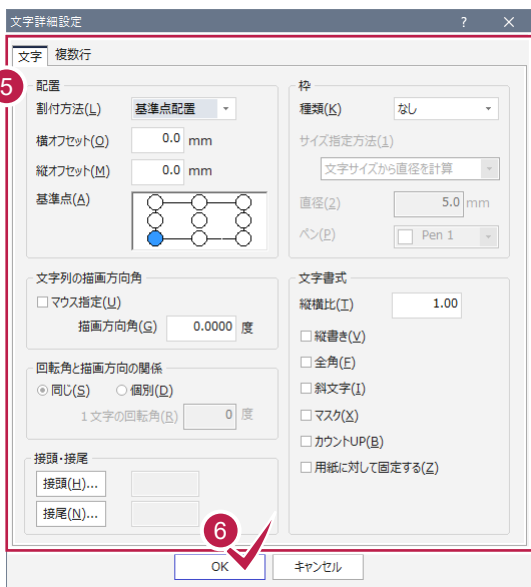 文字詳細設定 ? ×
文字 複数行
5
配置
割付方法(L) 基準点配置
横オフセット(O) 0.0 mm
縦オフセット(M) 0.0 mm
基準点(A)
文字列の描画方向角
マウス指定(U)
描画方向角(G) 0.0000 度
回転角と描画方向の関係
同じ(S) 個別(D)
1文字の回転角(R) 0 度
接頭・接尾
接頭(H)...
接尾(N)...
枠
種類(K) なし
サイズ指定方法(1)
文字サイズから直径を計算
直径(2) 5.0 mm
ペン(P) Pen 1
文字書式
縦横比(T) 1.00
縦書き(V)
全角(F)
斜文字(I)
マスク(X)
カウントUP(B)
用紙に対して固定する(Z)
6
OK キャンセル